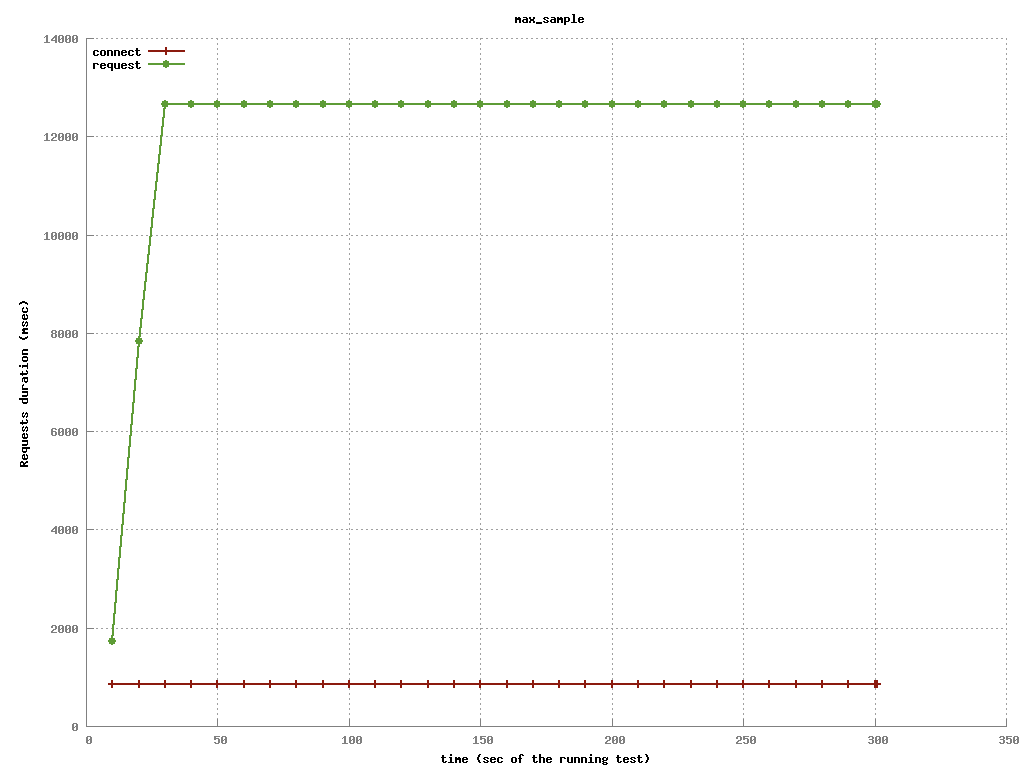 max_sample
14000
connect
request
12000
10000
8000
6000
4000
2000
0
Requests duration (msec)
0 50 100 150 200 250 300 350
time (sec of the running test)